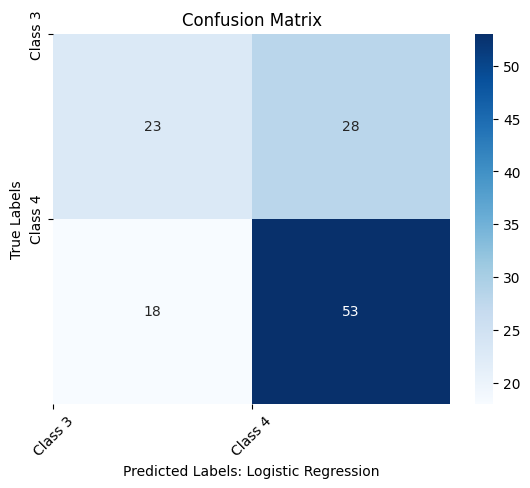 Confusion Matrix
Class 3
Class 4
True Labels
23
28
18
53
50
45
40
35
30
25
20
Class 3
Class 4
Predicted Labels: Logistic Regression